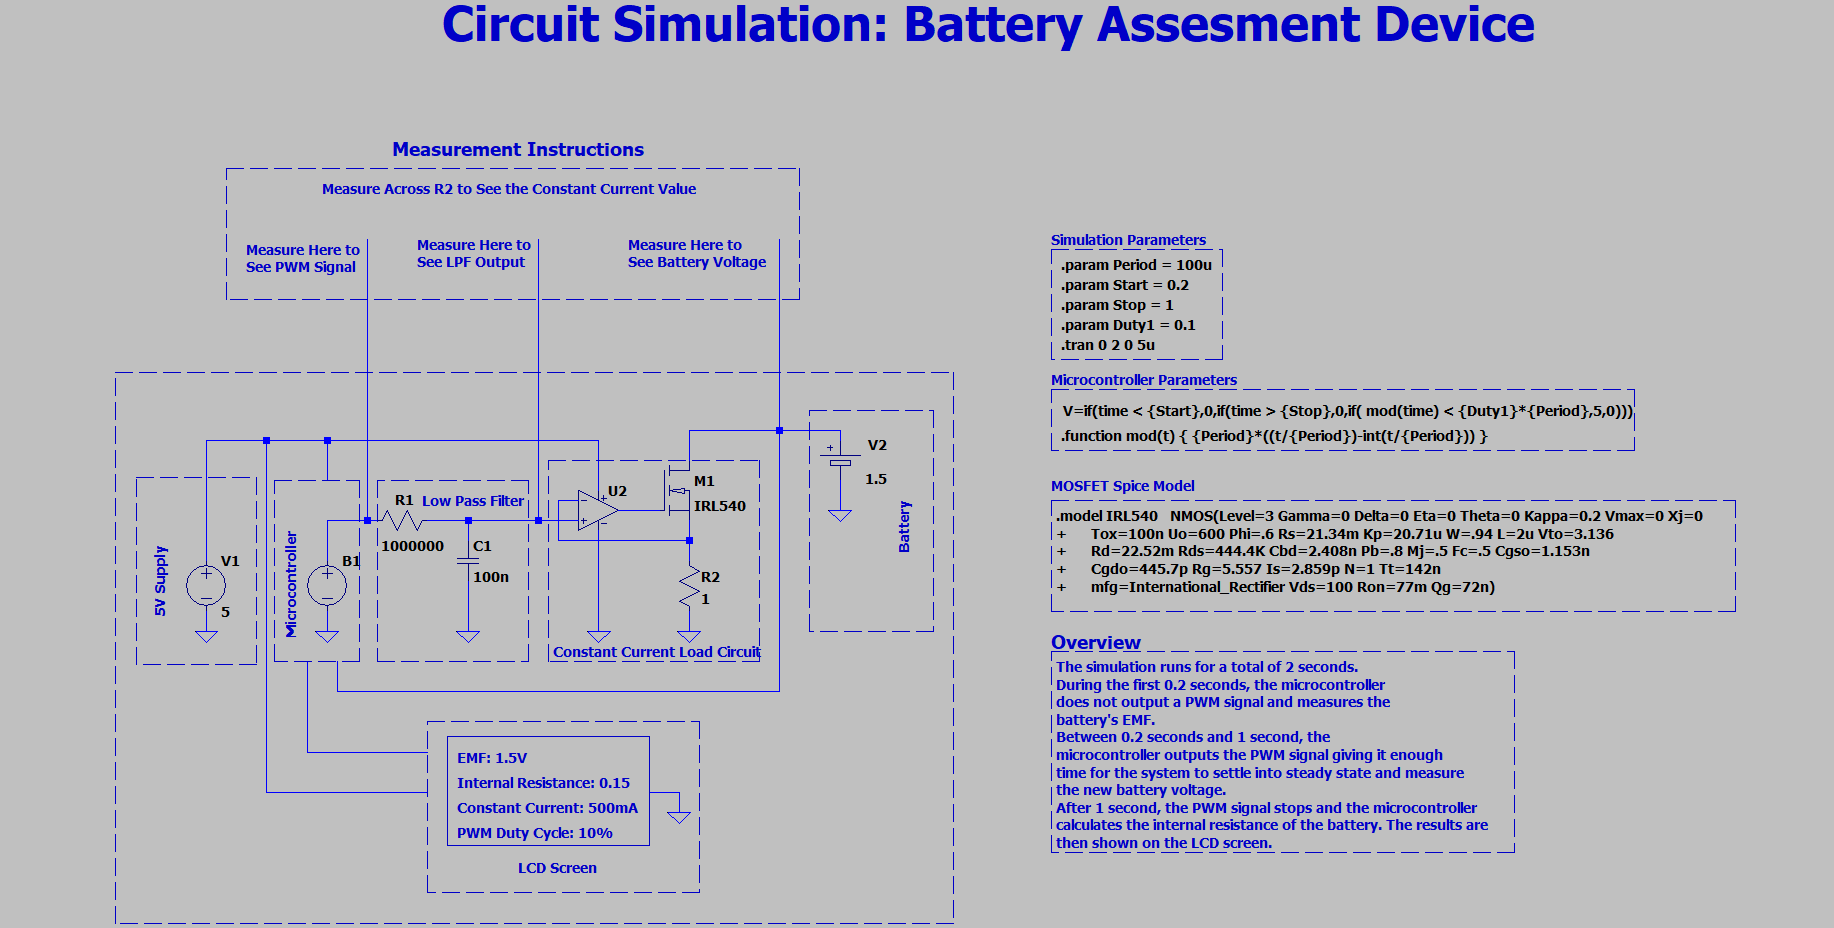 Circuit Simulation: Battery Assesment Device
Measurement Instructions
Measure Across R2 to See the Constant Current Value
Measure Here to
See PWM Signal
Measure Here to
See LPF Output
Measure Here to
See Battery Voltage
5V Supply
V1
5
Microcontroller
B1
R1
Low Pass Filter
1000000
C1
100n
U2
M1
IRL540
R2
1
Constant Current Load Circuit
V2
1.5
Battery
EMF: 1.5V
Internal Resistance: 0.15
Constant Current: 500mA
PWM Duty Cycle: 10%
LCD Screen
Simulation Parameters
.param Period = 100u
.param Start = 0.2
.param Stop = 1
.param Duty1 = 0.1
.tran 0 2 0 5u
Microcontroller Parameters
V=if(time < {Start},0,if(time > {Stop},0,if( mod(time) < {Duty1}*{Period},5,0)))
.function mod(t) { {Period}*((t/{Period})-int(t/{Period})) }
MOSFET Spice Model
.model IRL540 NMOS(Level=3 Gamma=0 Delta=0 Eta=0 Theta=0 Kappa=0.2 Vmax=0 Xj=0
+ Tox=100n Uo=600 Phi=.6 Rs=21.34m Kp=20.71u W=.94 L=2u Vto=3.136
+ Rd=22.52m Rds=444.4K Cbd=2.408n Pb=.8 Mj=.5 Fc=.5 Cgso=1.153n
+ Cgdo=445.7p Rg=5.557 Is=2.859p N=1 Tt=142n
+ mfg=International_Rectifier Vds=100 Ron=77m Qg=72n)
Overview
The simulation runs for a total of 2 seconds.
During the first 0.2 seconds, the microcontroller
does not output a PWM signal and measures the
battery's EMF.
Between 0.2 seconds and 1 second, the
microcontroller outputs the PWM signal giving it enough
time for the system to settle into steady state and measure
the new battery voltage.
After 1 second, the PWM signal stops and the microcontroller
calculates the internal resistance of the battery. The results are
then shown on the LCD screen.